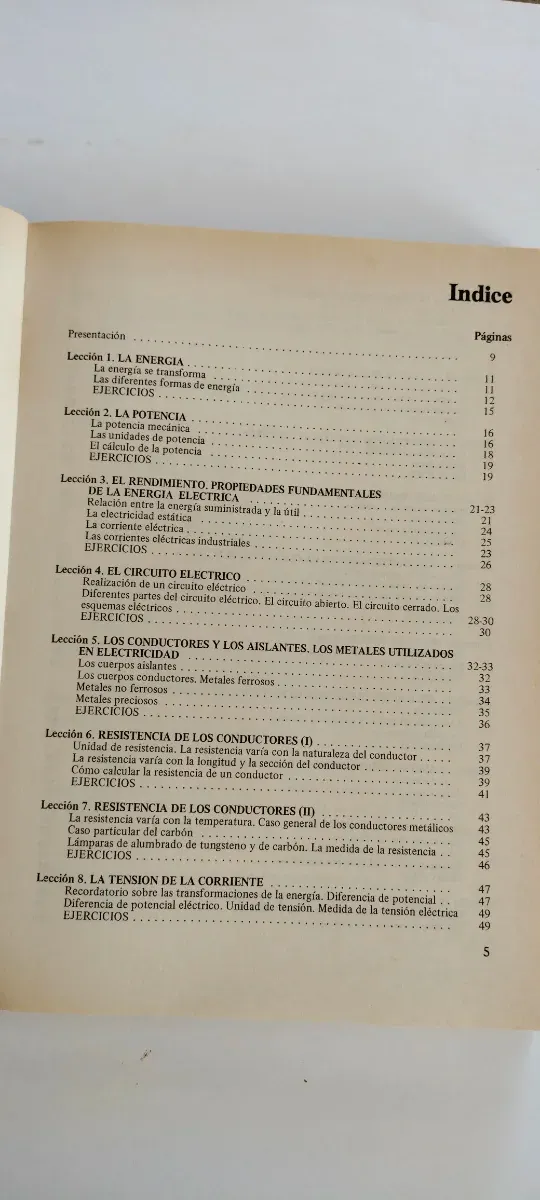 Indice
Páginas
Presentación 9
Lección 1. LA ENERGIA 11
La energía se transforma 11
Las diferentes formas de energía 12
EJERCICIOS 15
Lección 2. LA POTENCIA 16
La potencia mecánica 16
Las unidades de potencia 18
El cálculo de la potencia 19
EJERCICIOS 19
Lección 3. EL RENDIMIENTO. PROPIEDADES FUNDAMENTALES
DE LA ENERGIA ELECTRICA 21-23
Relación entre la energía suministrada y la útil 21
La electricidad estática 24
La corriente eléctrica 25
Las corrientes eléctricas industriales 23
EJERCICIOS 26
Lección 4. EL CIRCUITO ELECTRICO 28
Realización de un circuito eléctrico 28
Diferentes partes del circuito eléctrico. El circuito abierto. El circuito cerrado. Los
esquemas eléctricos 28-30
EJERCICIOS 30
Lección 5. LOS CONDUCTORES Y LOS AISLANTES. LOS METALES UTILIZADOS
EN ELECTRICIDAD 32-33
Los cuerpos aislantes 32
Los cuerpos conductores. Metales ferrosos 33
Metales no ferrosos 34
Metales preciosos 35
EJERCICIOS 36
Lección 6. RESISTENCIA DE LOS CONDUCTORES (I) 37
Unidad de resistencia. La resistencia varía con la naturaleza del conductor 37
La resistencia varía con la longitud y la sección del conductor 39
Cómo calcular la resistencia de un conductor 39
EJERCICIOS 41
Lección 7. RESISTENCIA DE LOS CONDUCTORES (II) 43
La resistencia varía con la temperatura. Caso general de los conductores metálicos 43
Caso particular del carbón 45
Lámparas de alumbrado de tungsteno y de carbón. La medida de la resistencia 45
EJERCICIOS 46
Lección 8. LA TENSION DE LA CORRIENTE 47
Recordatorio sobre las transformaciones de la energía. Diferencia de potencial 47
Diferencia de potencial eléctrico. Unidad de tensión. Medida de la tensión eléctrica 49
EJERCICIOS 49
5